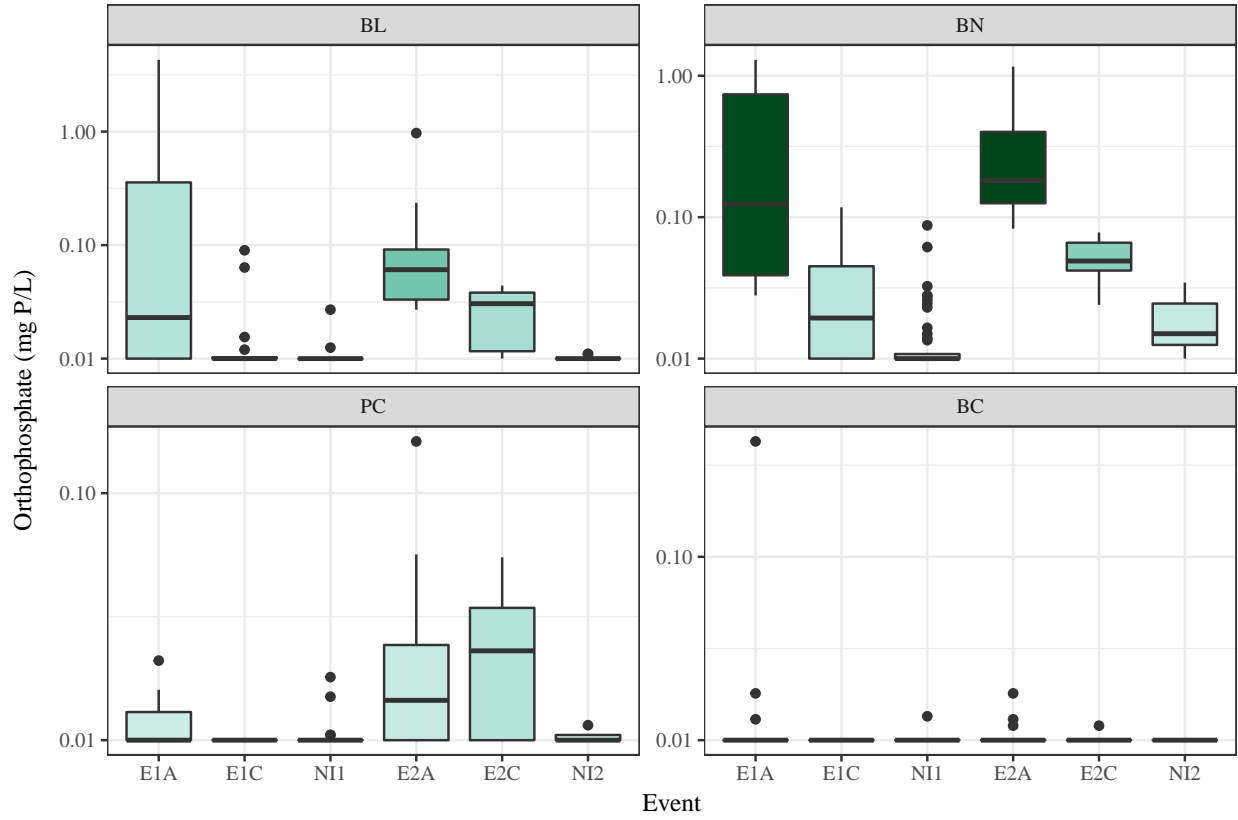 BL
BN
1.00
0.10
0.01
1.00
0.10
0.01
Orthophosphate (mg P/L)
PC
BC
0.10
0.01
0.10
0.01
E1A E1C NI1 E2A E2C NI2
E1A E1C NI1 E2A E2C NI2
Event